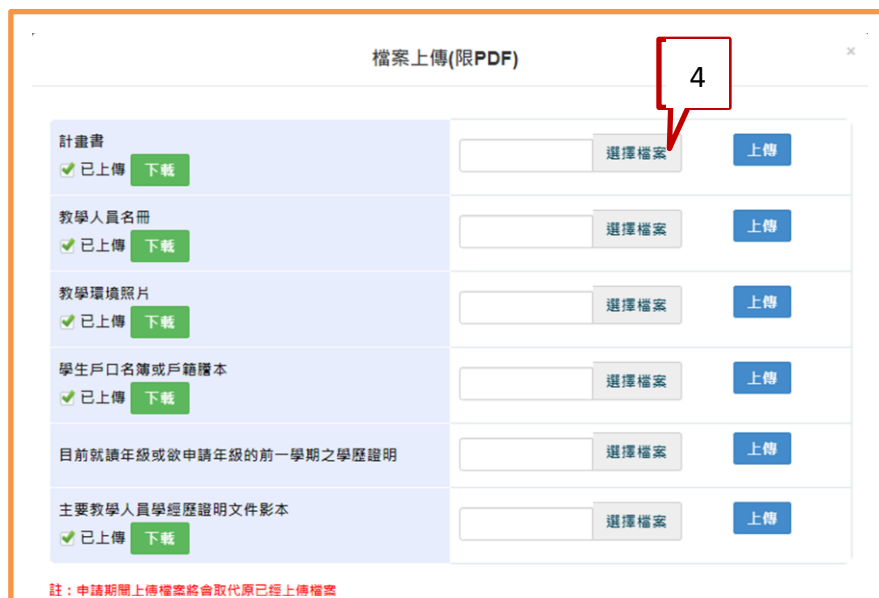 檔案上傳(限PDF)
×
4
計畫書
已上傳 下載 選擇檔案 上傳
教學人員名冊
已上傳 下載 選擇檔案 上傳
教學環境照片
已上傳 下載 選擇檔案 上傳
學生戶口名簿或戶籍謄本
已上傳 下載 選擇檔案 上傳
目前就讀年級或欲申請年級的前一學期之學歷證明 選擇檔案 上傳
主要教學人員學經歷證明文件影本
已上傳 下載 選擇檔案 上傳
註：申請期間上傳檔案將會取代原已經上傳檔案